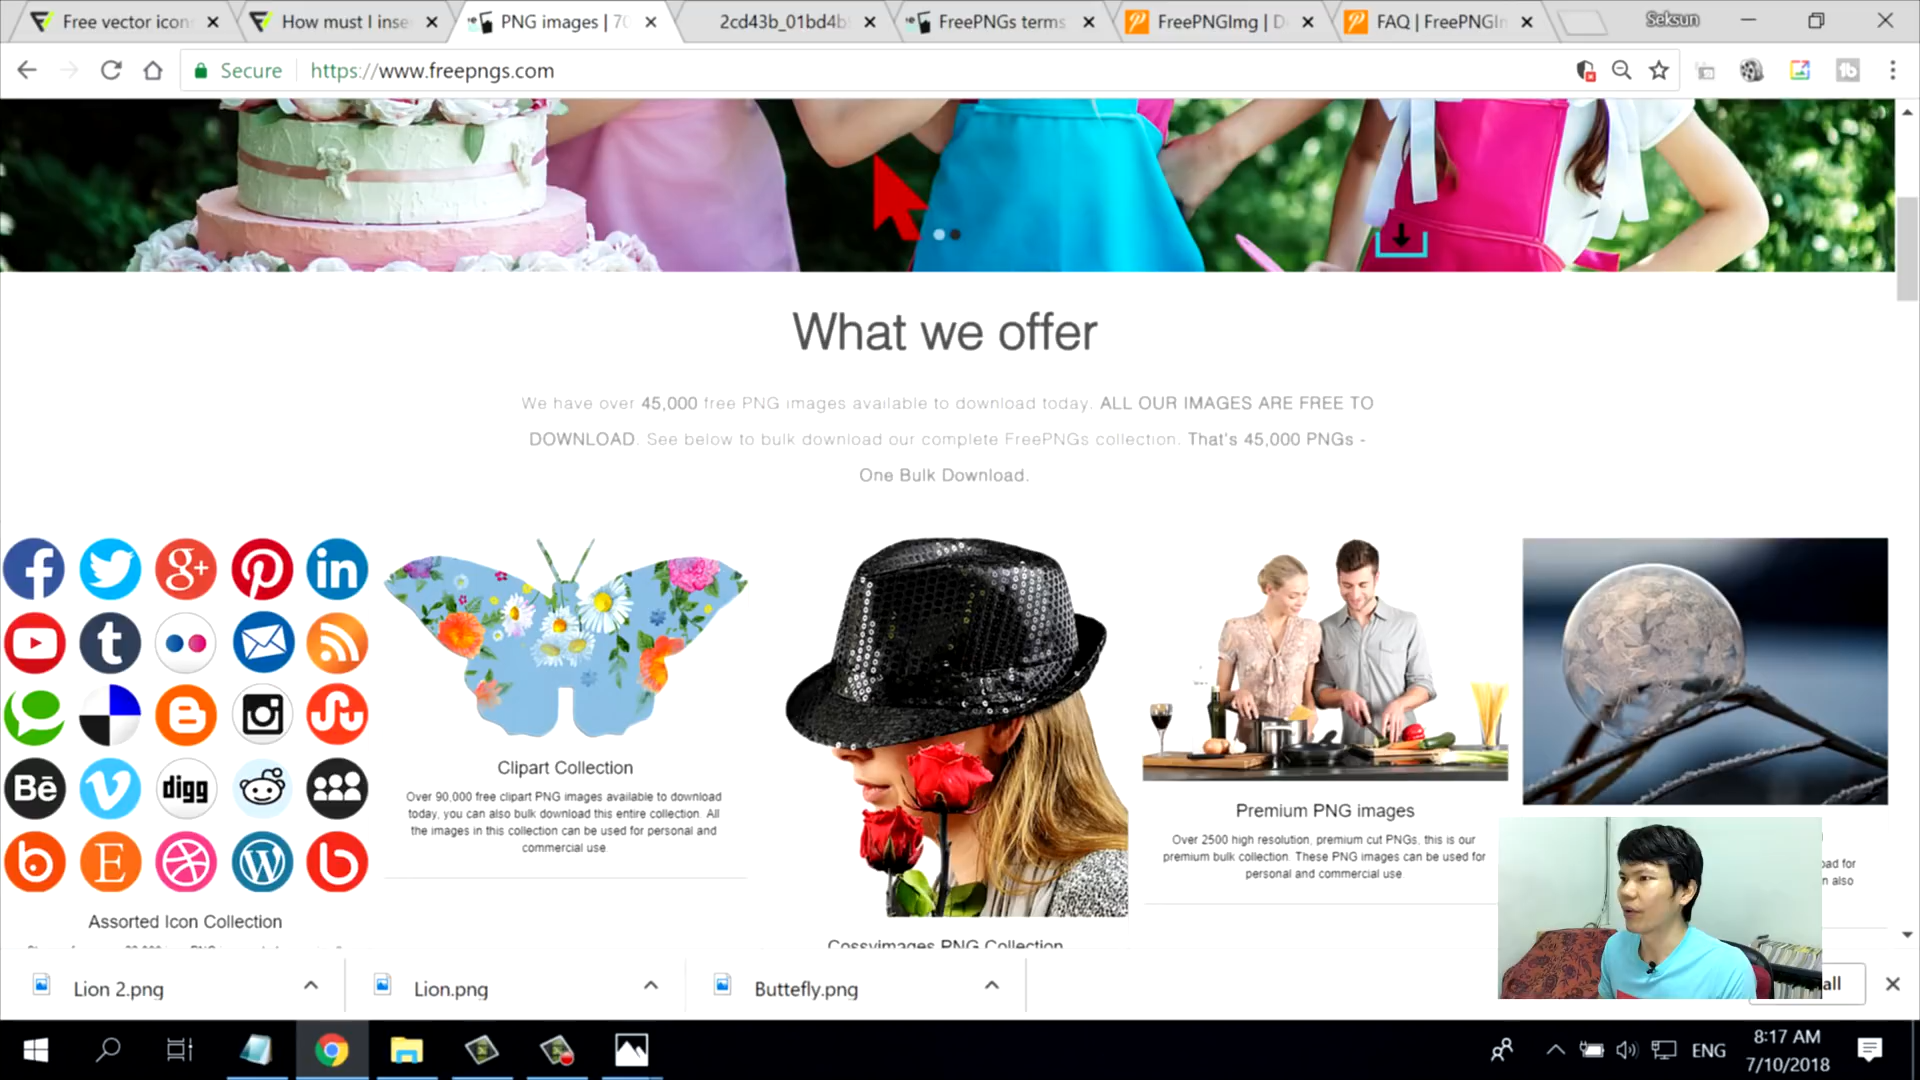 Free vector icon
How must I inse
PNG images | 70
2cd43b_01bd4b
FreePNGs terms
FreePNGImg | D
FAQ | FreePNGIm
Seksun
Secure
https://www.freepngs.com
What we offer
We have over 45,000 free PNG images available to download today. ALL OUR IMAGES ARE FREE TO
DOWNLOAD. See below to bulk download our complete FreePNGs collection. That's 45,000 PNGs -
One Bulk Download.
digg
Clipart Collection
Over 90,000 free clipart PNG images available to download
today, you can also bulk download this entire collection. All
the images in this collection can be used for personal and
commercial use
Premium PNG images
Over 2500 high resolution, premium cut PNGs, this is our
premium bulk collection. These PNG images can be used for
personal and commercial use
Assorted Icon Collection
Cossyimages PNG Collection
Lion 2.png
Lion.png
Buttefly.png
ENG
8:17 AM
7/10/2018